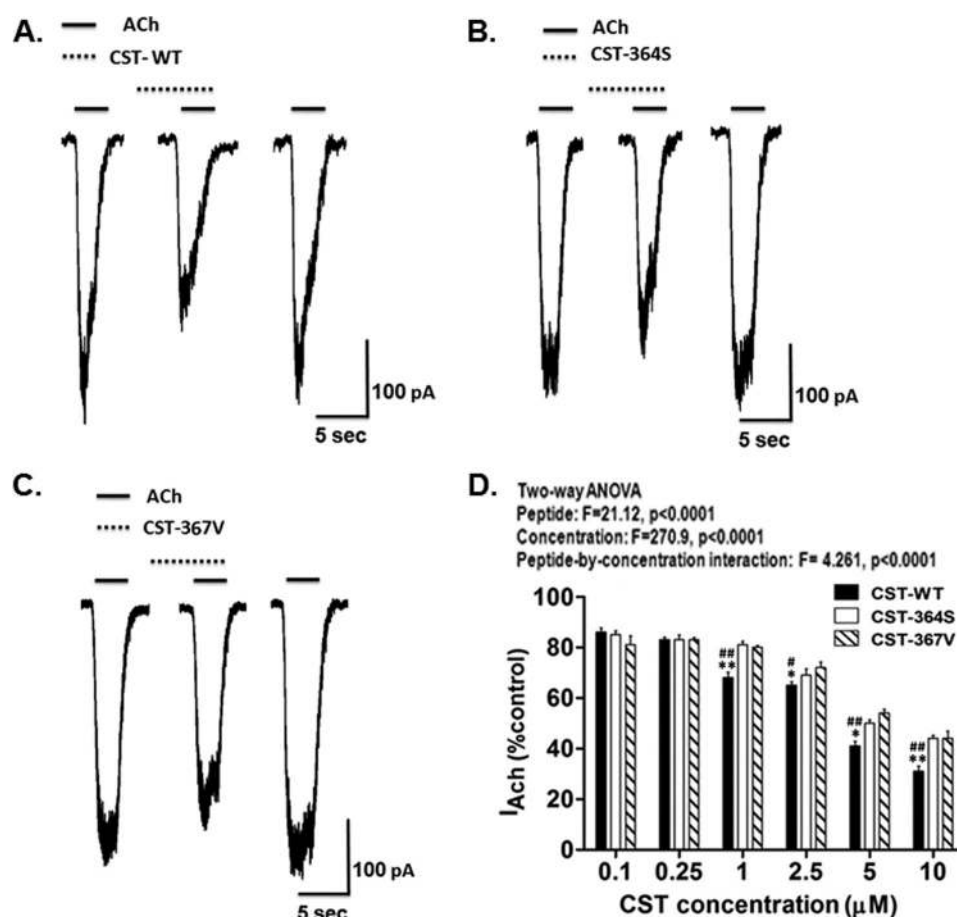 A.
ACh
CST- WT
100 pA
5 sec
B.
ACh
CST-364S
100 pA
5 sec
C.
ACh
CST-367V
100 pA
5 sec
D.
Two-way ANOVA
Peptide: F=21.12, p<0.0001
Concentration: F=270.9, p<0.0001
Peptide-by-concentration interaction: F= 4.261, p<0.0001
CST-WT
CST-364S
CST-367V
100
80
60
40
20
0
IAch (%control)
##
**
#
*
##
*
##
**
0.1 0.25 1 2.5 5 10
CST concentration (μM)